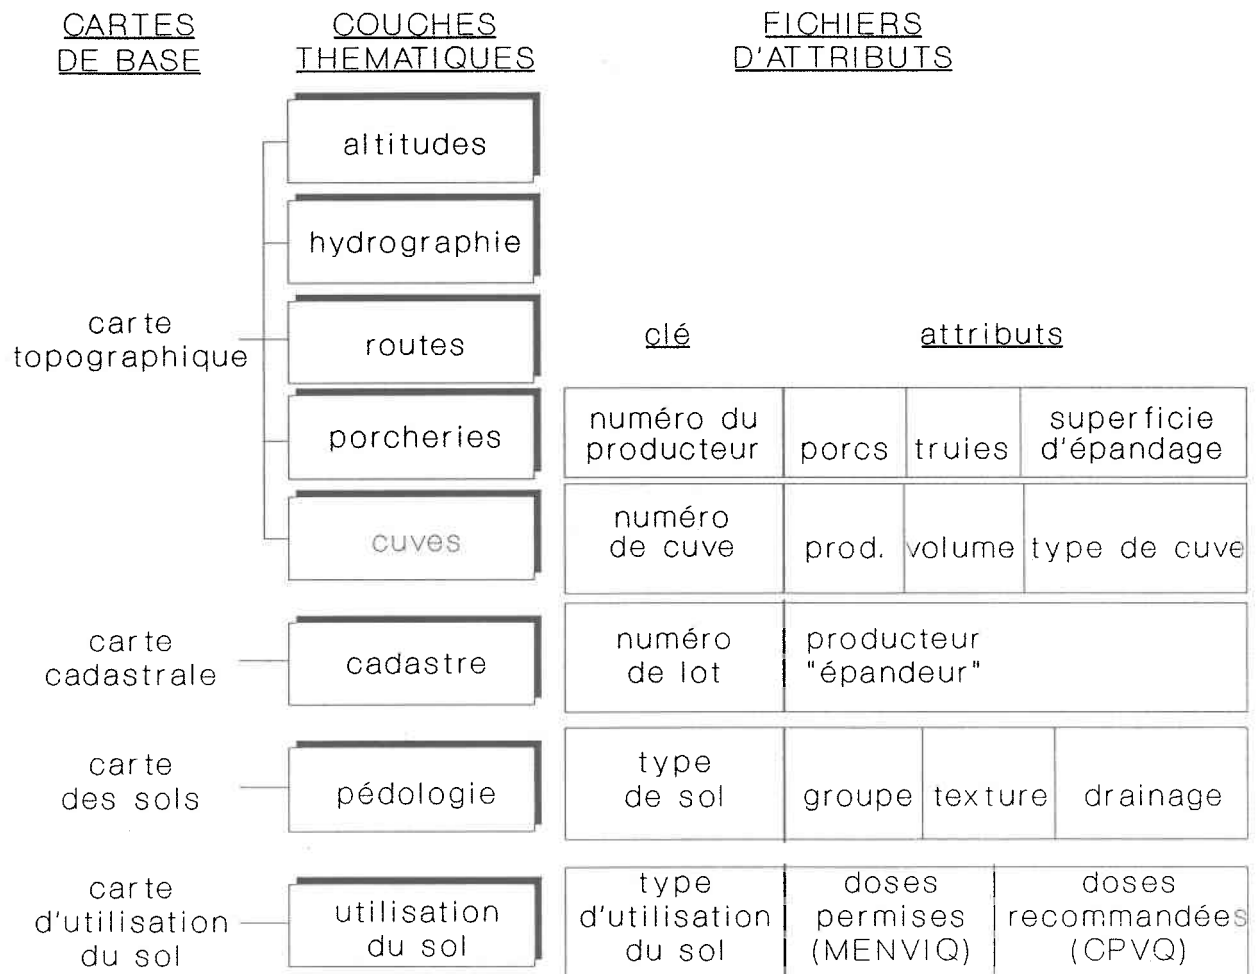 CARTES
DE BASE
COUCHES
THEMATIQUES
FICHIERS
D'ATTRIBUTS
carte
topographique
altitudes
hydrographie
routes
porcheries
cuves
clé
attributs
numéro du
producteur
porcs
truies
superficie
d'épandage
numéro
de cuve
prod.
volume
type de cuve
carte
cadastrale
cadastre
numéro
de lot
producteur
"épandeur"
carte
des sols
pédologie
type
de sol
groupe
texture
drainage
carte
d'utilisation
du sol
utilisation
du sol
type
d'utilisation
du sol
doses
permises
(MENVIQ)
doses
recommandées
(CPVQ)